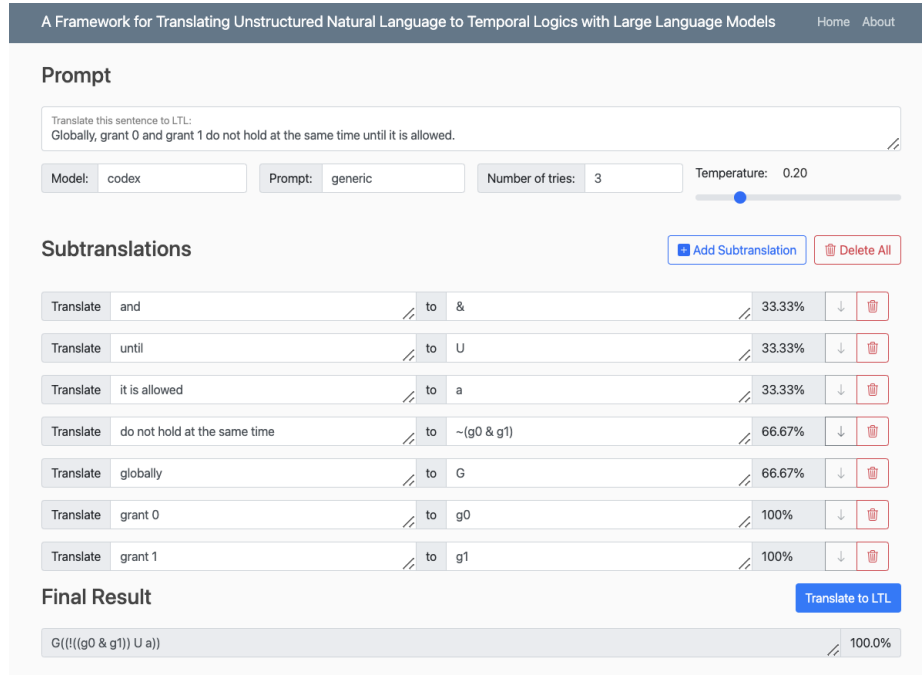 A Framework for Translating Unstructured Natural Language to Temporal Logics with Large Language Models Home About
Prompt
Translate this sentence to LTL:
Globally, grant 0 and grant 1 do not hold at the same time until it is allowed.
Model: codex Prompt: generic Number of tries: 3 Temperature: 0.20
Subtranslations Add Subtranslation Delete All
Translate and to & 33.33%
Translate until to U 33.33%
Translate it is allowed to a 33.33%
Translate do not hold at the same time to ~(g0 & g1) 66.67%
Translate globally to G 66.67%
Translate grant 0 to g0 100%
Translate grant 1 to g1 100%
Final Result Translate to LTL
G((!((g0 & g1)) U a)) 100.0%